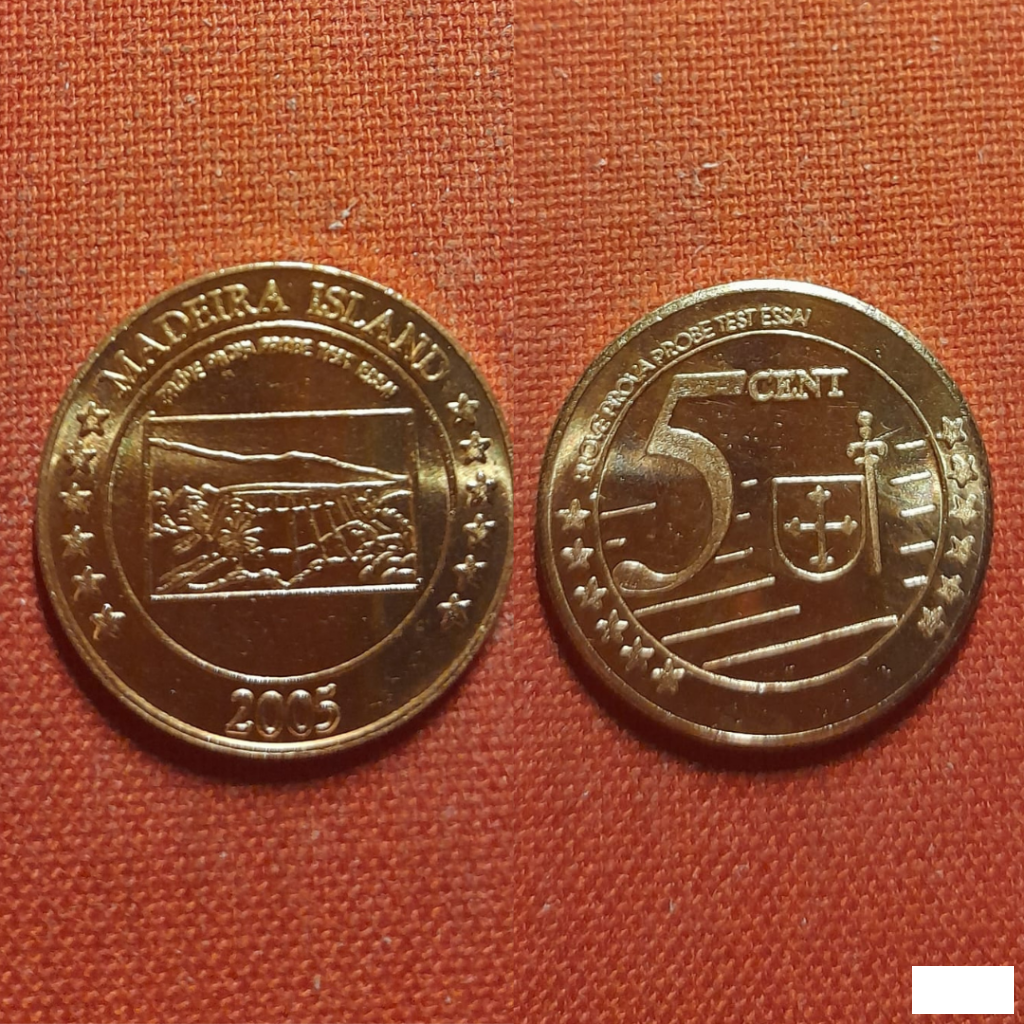 MADEIRA ISLAND
PROBE TEST ESSAI
2005
PROBE TEST ESSAI
5 CENT